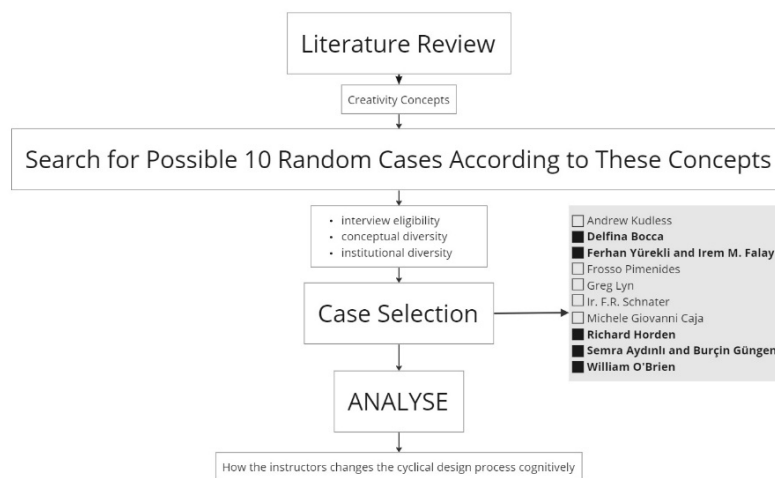 Literature Review
Creativity Concepts
Search for Possible 10 Random Cases According to These Concepts
• interview eligibility
• conceptual diversity
• institutional diversity
Case Selection
Andrew Kudless
Delfina Bocca
Ferhan Yürekli and Irem M. Falay
Frosso Pimenides
Greg Lyn
Ir. F.R. Schnater
Michele Giovanni Caja
Richard Horden
Semra Aydınlı and Burçin Güngen
William O'Brien
ANALYSE
How the instructors changes the cyclical design process cognitively